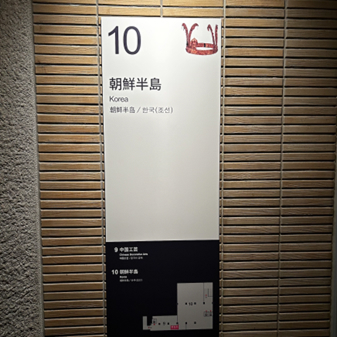 10
朝鮮半島
Korea
朝鲜半岛 / 한국(조선)
9 中国工芸
10 朝鮮半島
Korea